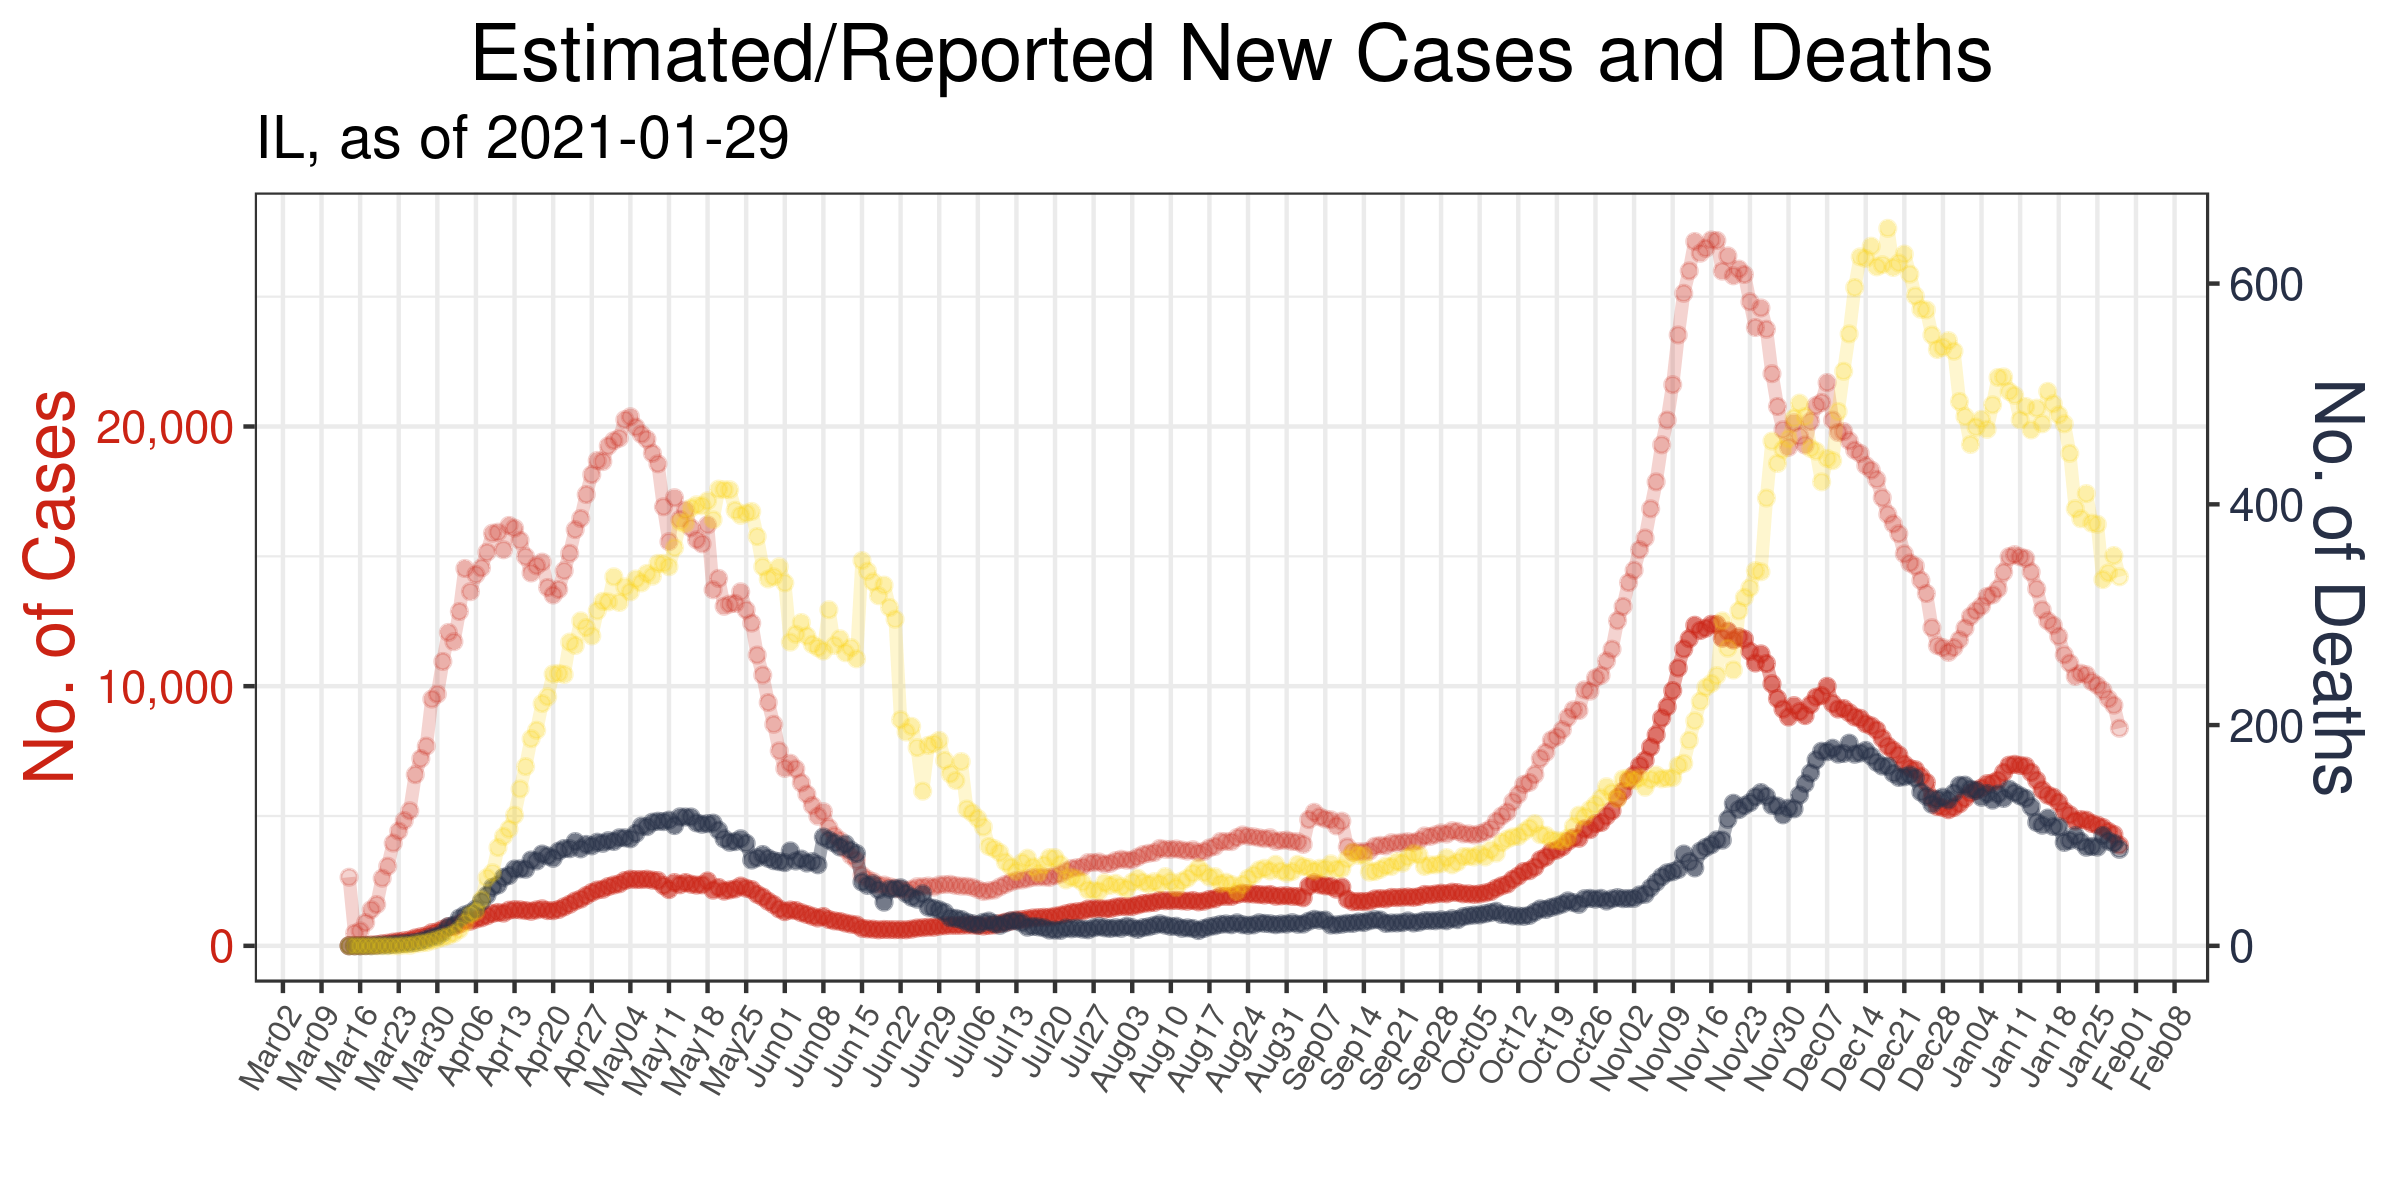 Estimated/Reported New Cases and Deaths
IL, as of 2021-01-29
No. of Cases
20,000
10,000
0
600
400
200
0
No. of Deaths
Mar02
Mar09
Mar16
Mar23
Mar30
Apr06
Apr13
Apr20
Apr27
May04
May11
May18
May25
Jun01
Jun08
Jun15
Jun22
Jun29
Jul06
Jul13
Jul20
Jul27
Aug03
Aug10
Aug17
Aug24
Aug31
Sep07
Sep14
Sep21
Sep28
Oct05
Oct12
Oct19
Oct26
Nov02
Nov09
Nov16
Nov23
Nov30
Dec07
Dec14
Dec21
Dec28
Jan04
Jan11
Jan18
Jan25
Feb01
Feb08